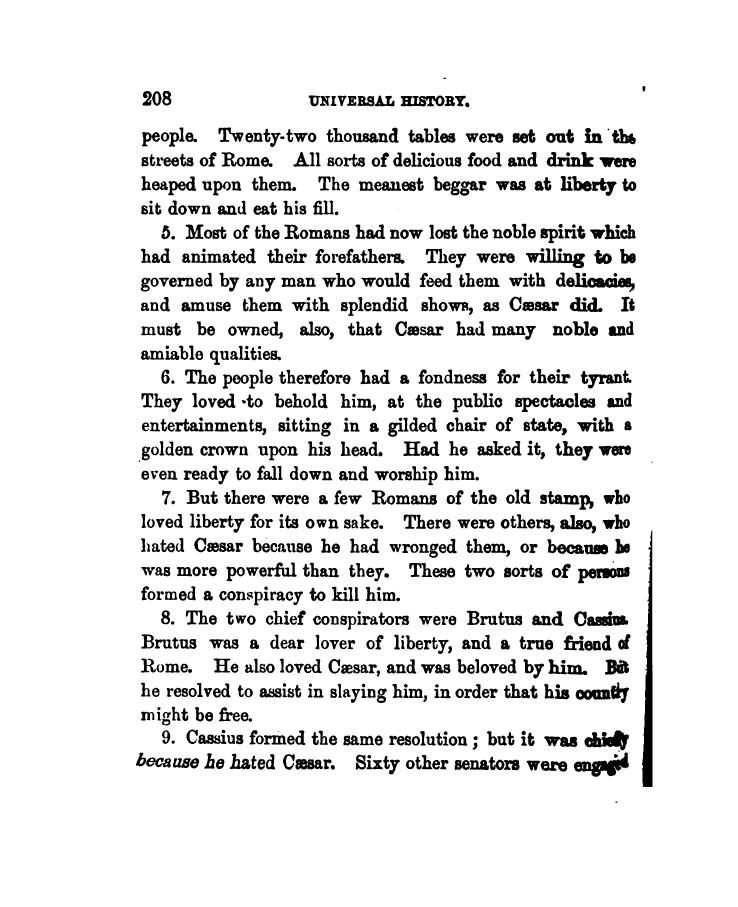 208 UNIVERSAL HISTORY.
people. Twenty-two thousand tables were set out in the
streets of Rome. All sorts of delicious food and drink were
heaped upon them. The meanest beggar was at liberty to
sit down and eat his fill.
5. Most of the Romans had now lost the noble spirit which
had animated their forefathers. They were willing to be
governed by any man who would feed them with delicacies,
and amuse them with splendid shows, as Cæsar did. It
must be owned, also, that Cæsar had many noble and
amiable qualities.
6. The people therefore had a fondness for their tyrant.
They loved to behold him, at the public spectacles and
entertainments, sitting in a gilded chair of state, with a
golden crown upon his head. Had he asked it, they were
even ready to fall down and worship him.
7. But there were a few Romans of the old stamp, who
loved liberty for its own sake. There were others, also, who
hated Cæsar because he had wronged them, or because he
was more powerful than they. These two sorts of persons
formed a conspiracy to kill him.
8. The two chief conspirators were Brutus and Cassius.
Brutus was a dear lover of liberty, and a true friend of
Rome. He also loved Cæsar, and was beloved by him. But
he resolved to assist in slaying him, in order that his country
might be free.
9. Cassius formed the same resolution; but it was chiefly
because he hated Cæsar. Sixty other senators were engaged